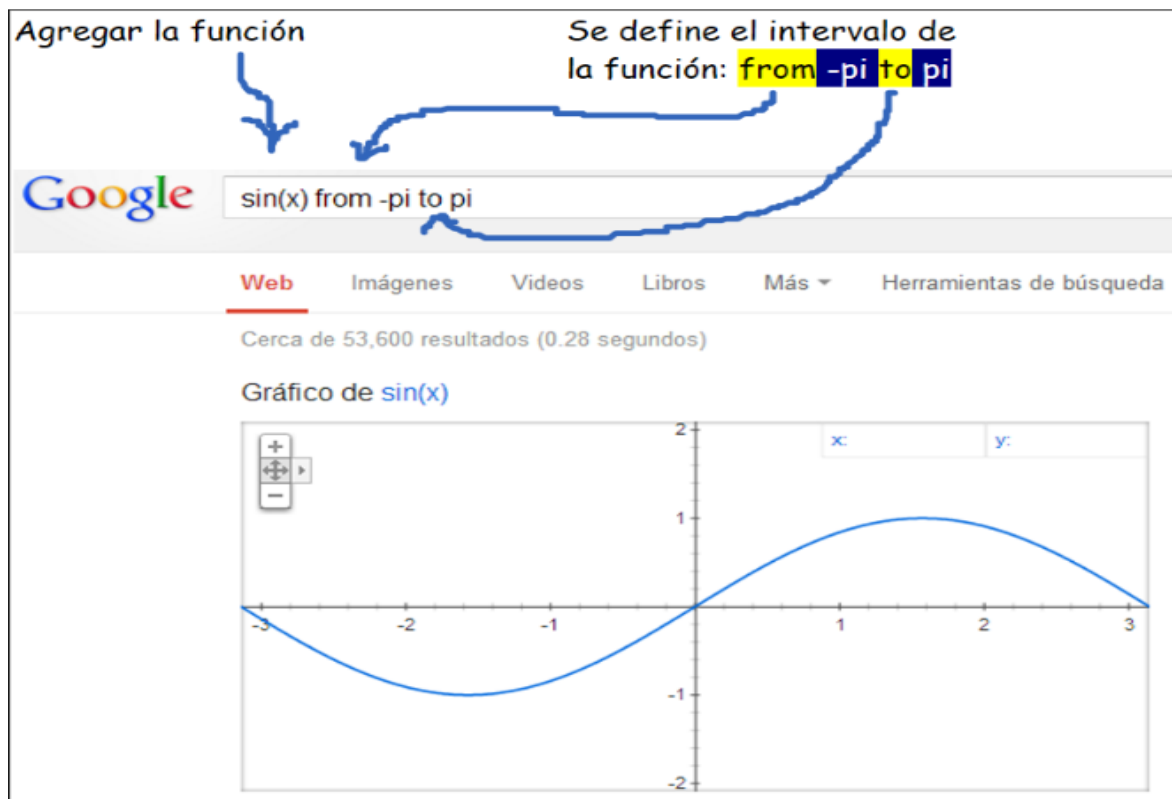 Agregar la función
Se define el intervalo de
la función: from -pi to pi
Google
sin(x) from -pi to pi
Web Imágenes Videos Libros Más Herramientas de búsqueda
Cerca de 53,600 resultados (0.28 segundos)
Gráfico de sin(x)
+
−
x: y:
2
1
-3 -2 -1 1 2 3
-1
-2